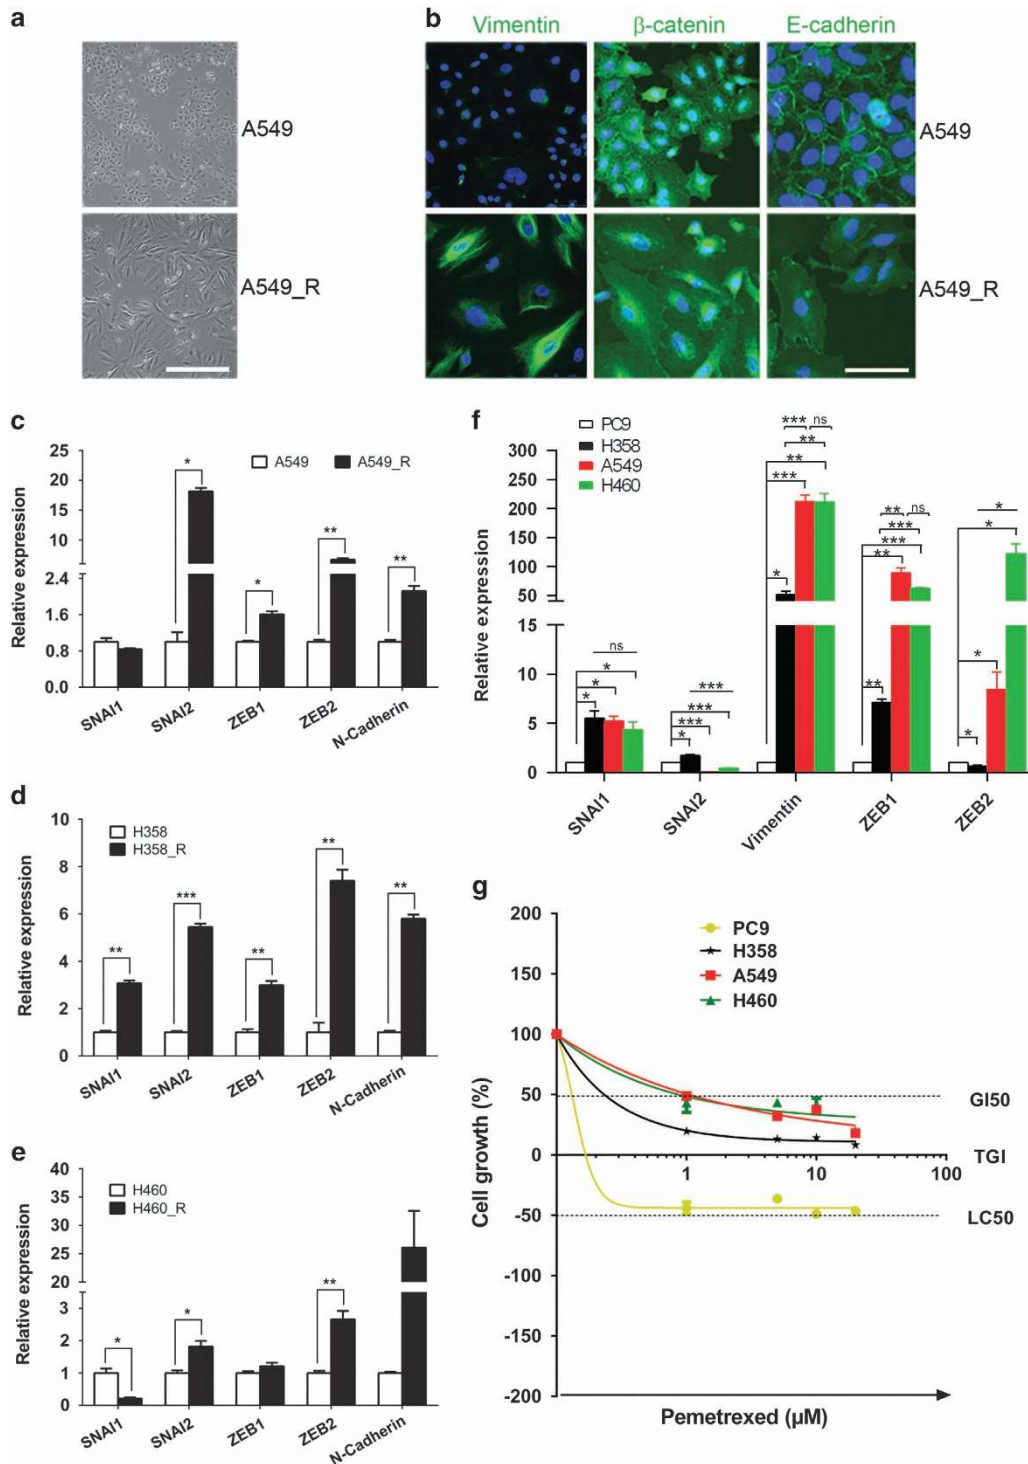 a
A549
A549_R
b
Vimentin
β-catenin
E-cadherin
A549
A549_R
c
Relative expression
25
20
15
10
5
2.4
1.6
0.8
0.0
A549
A549_R
*
*
**
**
SNAI1
SNAI2
ZEB1
ZEB2
N-Cadherin
d
Relative expression
10
8
6
4
2
0
H358
H358_R
**
***
**
**
**
SNAI1
SNAI2
ZEB1
ZEB2
N-Cadherin
e
Relative expression
40
35
30
25
20
3
2
1
0
H460
H460_R
*
*
**
SNAI1
SNAI2
ZEB1
ZEB2
N-Cadherin
f
PC9
H358
A549
H460
Relative expression
300
250
200
150
100
50
15
10
5
0
ns
*
*
*
***
***
***
*
*** ns
**
**
***
*
** ns
***
***
**
**
*
*
*
*
SNAI1
SNAI2
Vimentin
ZEB1
ZEB2
g
Cell growth (%)
200
150
100
50
0
-50
-100
-150
-200
PC9
H358
A549
H460
GI50
TGI
LC50
1
10
100
Pemetrexed (µM)